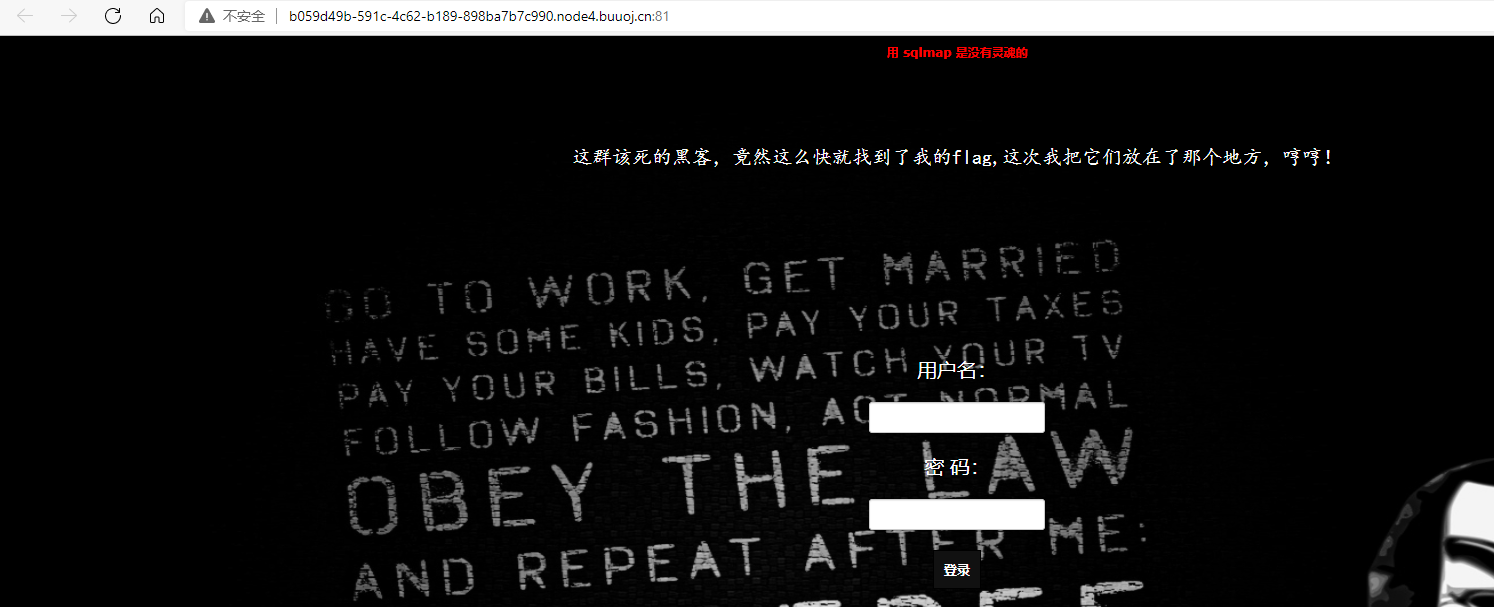 不安全 b059d49b-591c-4c62-b189-898ba7b7c990.node4.buuoj.cn:81
用 sqlmap 是没有灵魂的
这群该死的黑客，竟然这么快就找到了我的flag,这次我把它们放在了那个地方，哼哼！
GO TO WORK, GET MARRIED
HAVE SOME KIDS, PAY YOUR TAXES
PAY YOUR BILLS, WATCH YOUR TV
用户名：
FOLLOW FASHION, ACT NORMAL
OBEY THE LAW
密 码：
AND REPEAT AFTER ME:
登录